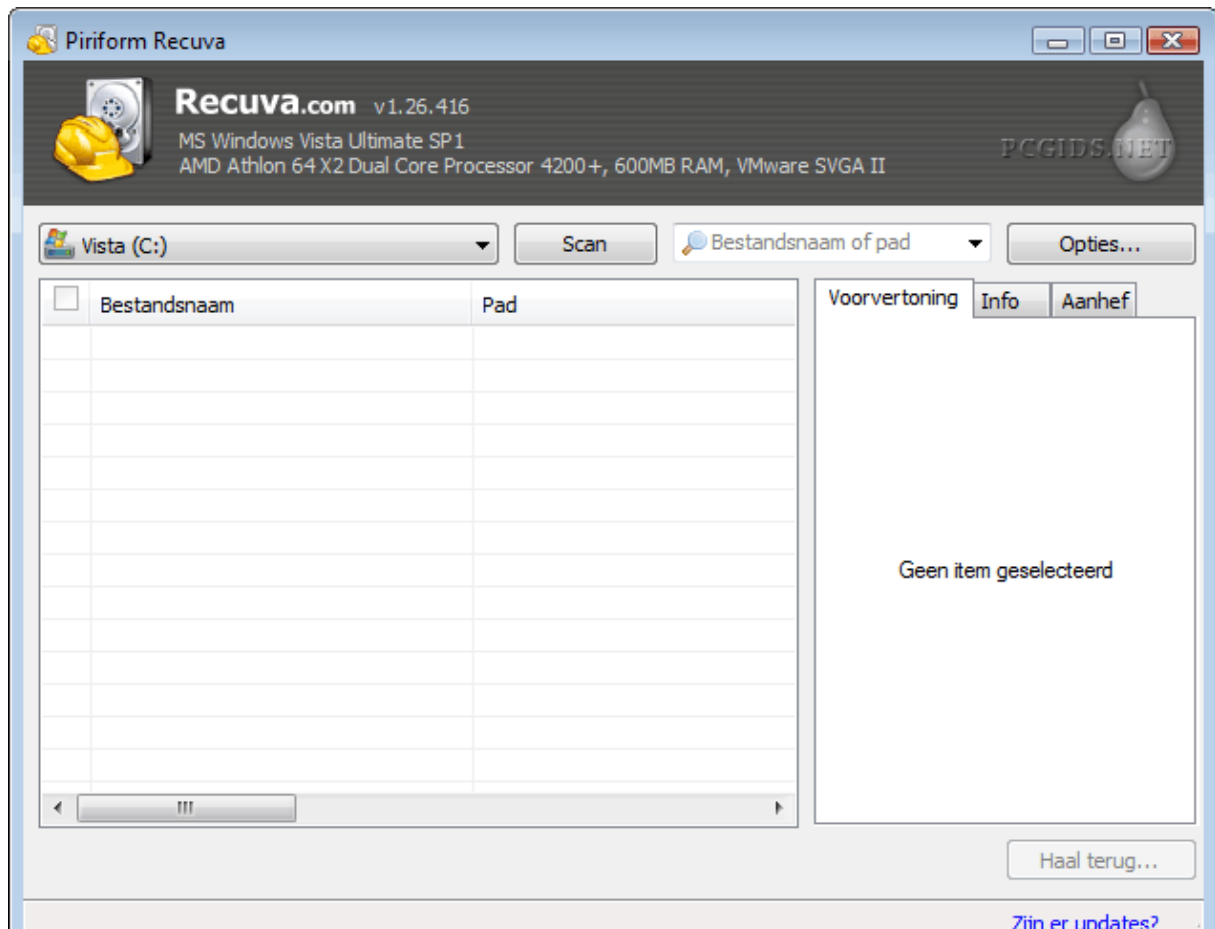 Piriform Recuva
Recuva.com v1.26.416
MS Windows Vista Ultimate SP1
AMD Athlon 64 X2 Dual Core Processor 4200+, 600MB RAM, VMware SVGA II
PCGIDS.NET
Vista (C:)
Scan
Bestandsnaam of pad
Opties...
Bestandsnaam
Pad
Voorvertoning
Info
Aanhef
Geen item geselecteerd
Haal terug...
Zijn er updates?